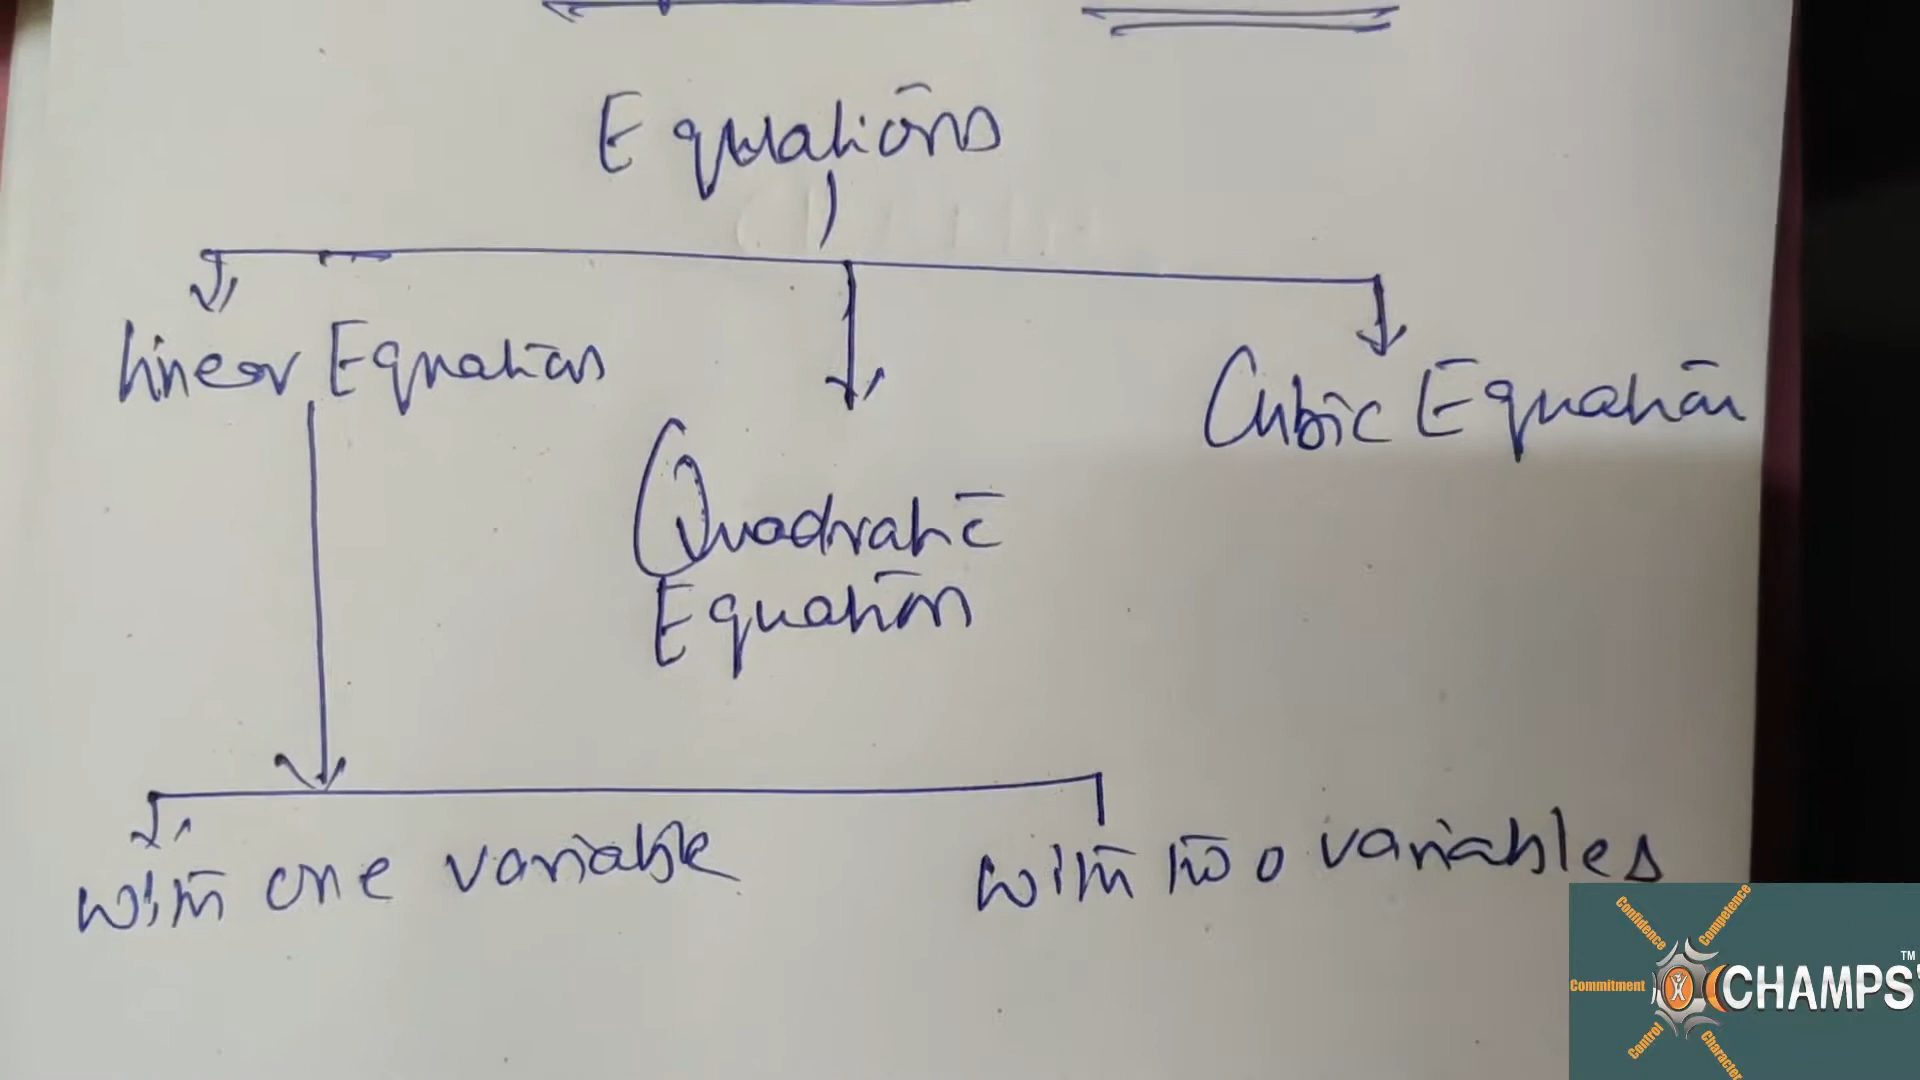 Equations
Linear Equations
Cubic Equation
Quadratic
Equation
with one variable
with two variables
Confidence
Competence
Commitment
CHAMPS
TM
Control
Character